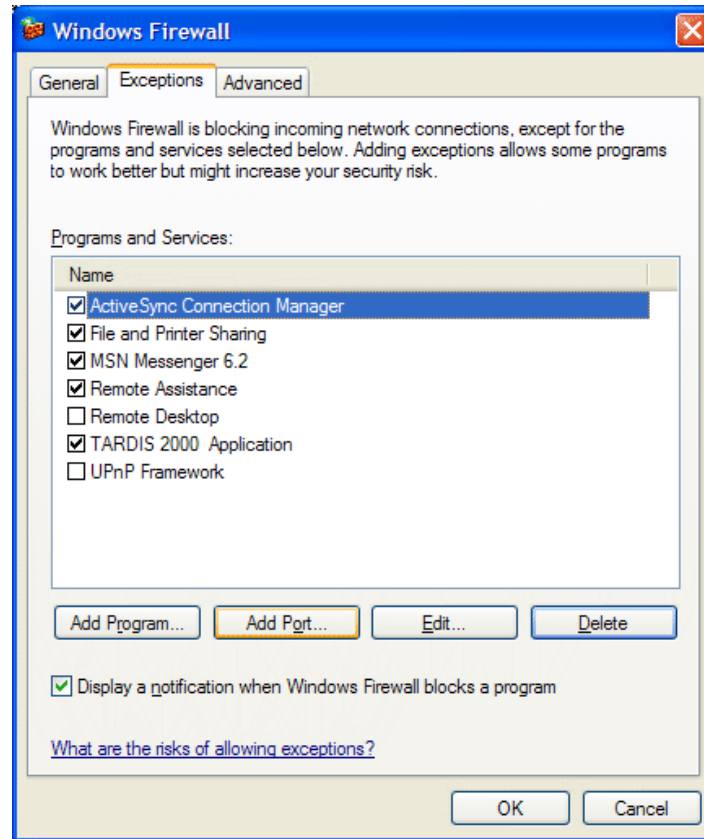 Windows Firewall
General Exceptions Advanced
Windows Firewall is blocking incoming network connections, except for the
programs and services selected below. Adding exceptions allows some programs
to work better but might increase your security risk.
Programs and Services:
Name
ActiveSync Connection Manager
File and Printer Sharing
MSN Messenger 6.2
Remote Assistance
Remote Desktop
TARDIS 2000  Application
UPnP Framework
Add Program... Add Port... Edit... Delete
Display a notification when Windows Firewall blocks a program
What are the risks of allowing exceptions?
OK Cancel